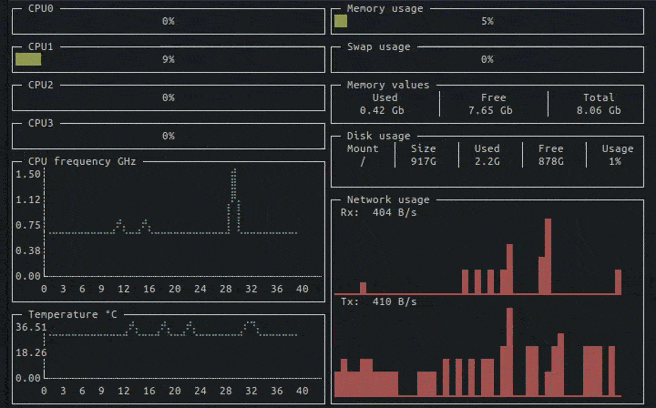 CPU0
0%
CPU1
9%
CPU2
0%
CPU3
0%
CPU frequency GHz
1.50
1.12
0.75
0.38
0.00
0 3 6 9 12 16 20 24 28 32 36 40
Temperature °C
36.51
18.26
0.00
0 3 6 9 12 16 20 24 28 32 36 40
Memory usage
5%
Swap usage
0%
Memory values
Used Free Total
0.42 Gb 7.65 Gb 8.06 Gb
Disk usage
Mount Size Used Free Usage
/ 917G 2.2G 878G 1%
Network usage
Rx: 404 B/s
Tx: 410 B/s